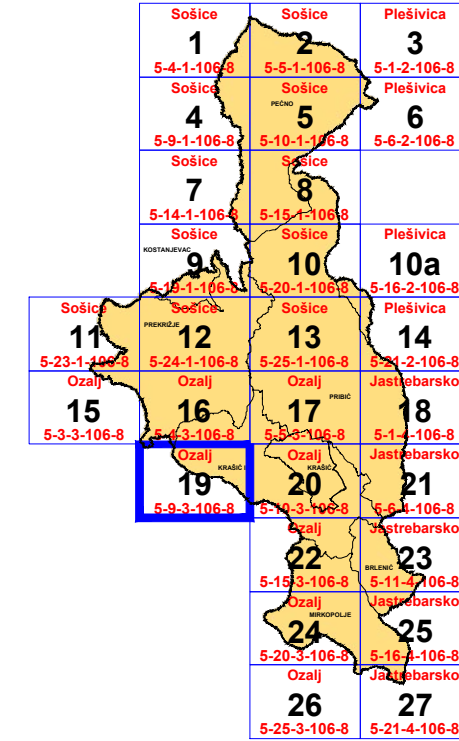 Sošice Sošice Plešivica
1 2 3
5-4-1-106-8 5-5-1-106-8 5-1-2-106-8
Sošice Sošice Plešivica
PEĆNO
4 5 6
5-9-1-106-8 5-10-1-106-8 5-6-2-106-8
Sošice Sošice
7 8
5-14-1-106-8 5-15-1-106-8
Sošice Sošice Plešivica
KOSTANJEVAC
9 10 10a
5-19-1-106-8 5-20-1-106-8 5-16-2-106-8
Sošice Sošice Sošice Plešivica
PREKRIŽJE
11 12 13 14
5-23-1-106-8 5-24-1-106-8 5-25-1-106-8 5-21-2-106-8
Ozalj Ozalj Ozalj Jastrebarsko
PRIBIĆ
15 16 17 18
5-3-3-106-8 5-4-3-106-8 5-5-3-106-8 5-1-4-106-8
Ozalj Ozalj Jastrebarsko
KRAŠIĆ I KRAŠIĆ
19 20 21
5-9-3-106-8 5-10-3-106-8 5-6-4-106-8
Ozalj Jastrebarsko
22 23
BRLENIĆ
5-15-3-106-8 5-11-4-106-8
Ozalj Jastrebarsko
MIRKOPOLJE
24 25
5-20-3-106-8 5-16-4-106-8
Ozalj Jastrebarsko
26 27
5-25-3-106-8 5-21-4-106-8